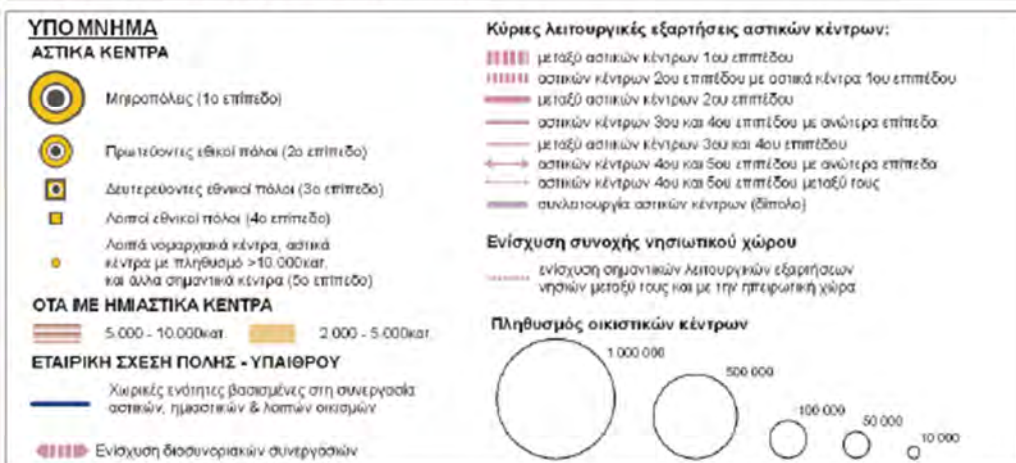 ΥΠΟΜΝΗΜΑ
ΑΣΤΙΚΑ ΚΕΝΤΡΑ
Μητροπόλεις (1ο επίπεδο)
Πρωτεύοντες εθικοί πόλοι (2ο επίπεδο)
Δευτερεύοντες εθνικοί πόλοι (3ο επίπεδο)
Λοιποί εθνικοί πόλοι (4ο επίπεδο)
Λοιπά νομαρχιακά κέντρα, αστικά
κέντρα με πληθυσμό >10.000κατ.
και άλλα σημαντικά κέντρα (5ο επίπεδο)
ΟΤΑ ΜΕ ΗΜΙΑΣΤΙΚΑ ΚΕΝΤΡΑ
5.000 - 10.000κατ. 2.000 - 5.000κατ.
ΕΤΑΙΡΙΚΗ ΣΧΕΣΗ ΠΟΛΗΣ - ΥΠΑΙΘΡΟΥ
Χωρικές ενότητες βασισμένες στη συνεργασία
αστικών, ημιαστικών & λοιπών οικισμών
Ενίσχυση διασυνοριακών συνεργασιών
Κύριες λειτουργικές εξαρτήσεις αστικών κέντρων:
μεταξύ αστικών κέντρων 1ου επιπέδου
αστικών κέντρων 2ου επιπέδου με αστικά κέντρα 1ου επιπέδου
μεταξύ αστικών κέντρων 2ου επιπέδου
αστικών κέντρων 3ου και 4ου επιπέδου με ανώτερα επίπεδα
μεταξύ αστικών κέντρων 3ου και 4ου επιπέδου
αστικών κέντρων 4ου και 5ου επιπέδου με ανώτερα επίπεδα
αστικών κέντρων 4ου και 5ου επιπέδου μεταξύ τους
συνλειτουργία αστικών κέντρων (δίπολο)
Ενίσχυση συνοχής νησιωτικού χώρου
ενίσχυση σημαντικών λειτουργικών εξαρτήσεων
νησιών μεταξύ τους και με την ηπειρωτική χώρα
Πληθυσμός οικιστικών κέντρων
1 000 000
500 000
100 000
50 000
10 000